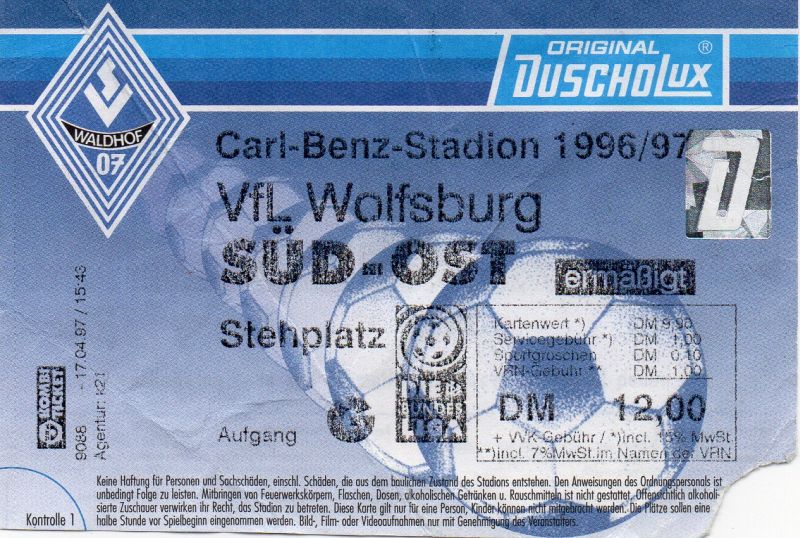 SV
WALDHOF
07
ORIGINAL ®
DUSCHOLUX
Carl-Benz-Stadion 1996/97
VfL Wolfsburg
SÜD-OST
ermäßigt
Stehplatz
Kartenwert *) DM 9,90
Servicegebühr *) DM 1,00
Sportgroschen DM 0,10
VRN-Gebühr ** DM 1,00
DM 12,00
+ VVK-Gebühr / *)incl. 15% MwSt.
**)incl. 7%MwSt.im Namen der VRN
Aufgang G
KOMBI
TICKET
9088 - 17.04.97 / 15:43
Agentur: k21
Kontrolle 1
Keine Haftung für Personen und Sachschäden, einschl. Schäden, die aus dem baulichen Zustand des Stadions entstehen. Den Anweisungen des Ordnungspersonals ist
unbedingt Folge zu leisten. Mitbringen von Feuerwerkskörpern, Flaschen, Dosen, alkoholischen Getränken u. Rauschmitteln ist nicht gestattet. Offensichtlich alkoholi-
sierte Zuschauer verwirken ihr Recht, das Stadion zu betreten. Diese Karte gilt nur für eine Person, Kinder können nicht mitgebracht werden. Die Plätze sollen eine
halbe Stunde vor Spielbeginn eingenommen werden. Bild-, Film- oder Videoaufnahmen nur mit Genehmigung des Veranstalters.